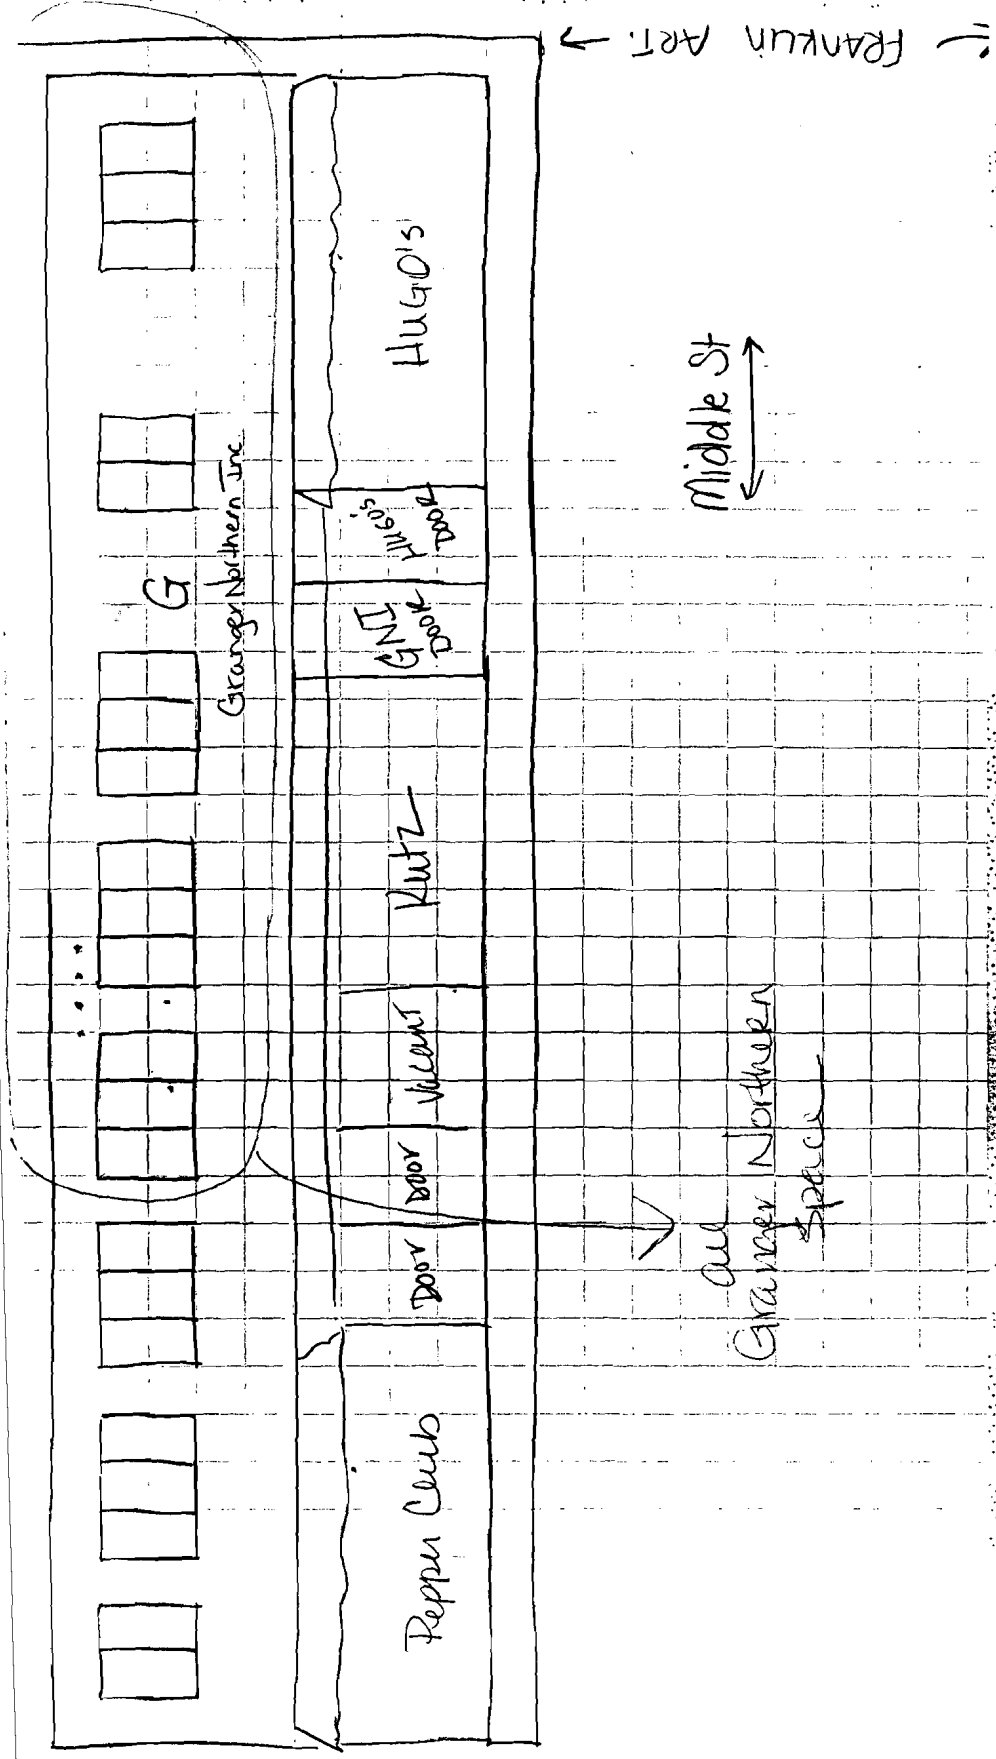 G
Granger Northern Inc
Pepper Club
Door
Door
Vacant
Kutz
GNI
Door
Hugo's
Door
HUGO'S
all
Granger Northern
Space
Middle St
FRANKLIN ART.